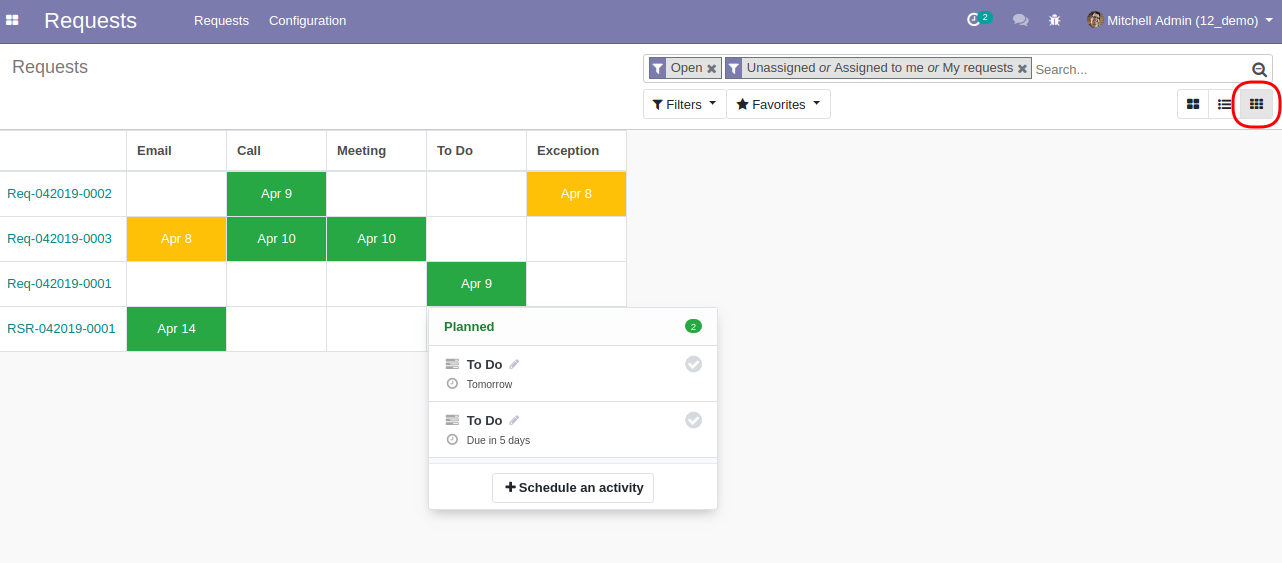 Requests Requests Configuration 2 Mitchell Admin (12_demo)
Requests Open Unassigned or Assigned to me or My requests Search...
Filters Favorites
Email Call Meeting To Do Exception
Req-042019-0002 Apr 9 Apr 8
Req-042019-0003 Apr 8 Apr 10 Apr 10
Req-042019-0001 Apr 9
RSR-042019-0001 Apr 14
Planned 2
To Do
Tomorrow
To Do
Due in 5 days
Schedule an activity